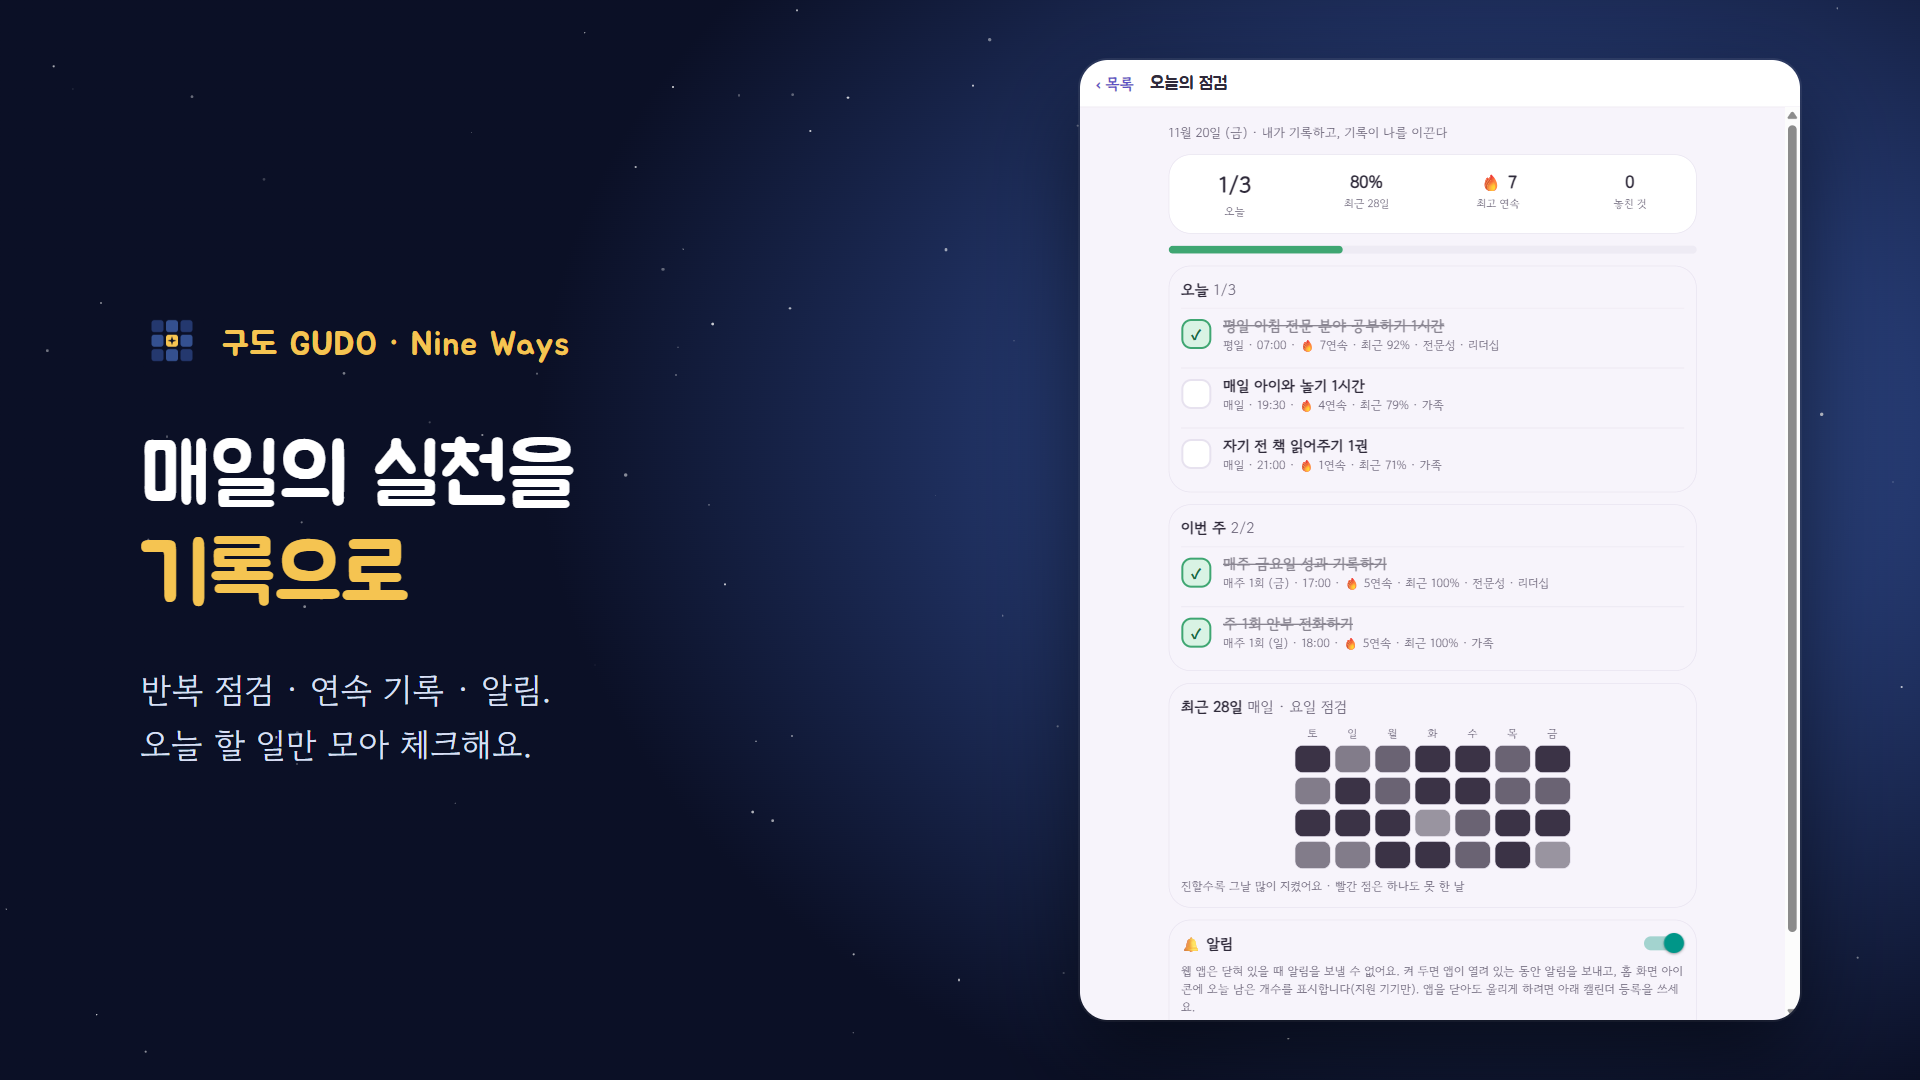 구도 GUDO · Nine Ways
매일의 실천을
기록으로
반복 점검 · 연속 기록 · 알림.
오늘 할 일만 모아 체크해요.
‹ 목록 오늘의 점검
11월 20일 (금) · 내가 기록하고, 기록이 나를 이끈다
1/3 80% 🔥 7 0
오늘 최근 28일 최고 연속 놓친 것
오늘 1/3
평일 아침 전문 분야 공부하기 1시간
평일 · 07:00 · 🔥 7연속 · 최근 92% · 전문성 · 리더십
매일 아이와 놀기 1시간
매일 · 19:30 · 🔥 4연속 · 최근 79% · 가족
자기 전 책 읽어주기 1권
매일 · 21:00 · 🔥 1연속 · 최근 71% · 가족
이번 주 2/2
매주 금요일 성과 기록하기
매주 1회 (금) · 17:00 · 🔥 5연속 · 최근 100% · 전문성 · 리더십
주 1회 안부 전화하기
매주 1회 (일) · 18:00 · 🔥 5연속 · 최근 100% · 가족
최근 28일 매일 · 요일 점검
토 일 월 화 수 목 금
진할수록 그날 많이 지켰어요 · 빨간 점은 하나도 못 한 날
🔔 알림
웹 앱은 닫혀 있을 때 알림을 보낼 수 없어요. 켜 두면 앱이 열려 있는 동안 알림을 보내고, 홈 화면 아이
콘에 오늘 남은 개수를 표시합니다(지원 기기만). 앱을 닫아도 울리게 하려면 아래 캘린더 등록을 쓰세
요.